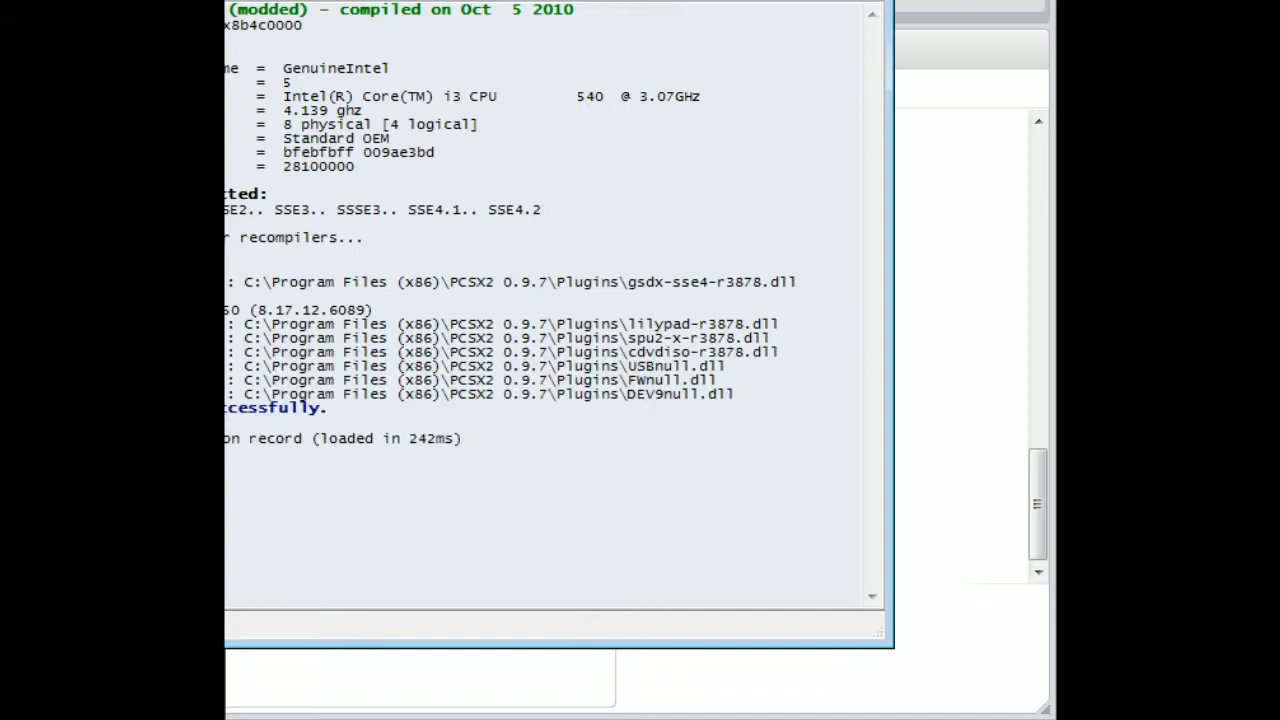 (modded) - compiled on Oct  5 2010
x8b4c0000
me  =  GenuineIntel
=  5
=  Intel(R) Core(TM) i3 CPU          540  @ 3.07GHz
=  4.139 ghz
=  8 physical [4 logical]
=  Standard OEM
=  bfebfbff 009ae3bd
=  28100000
cted:
SE2.. SSE3.. SSSE3.. SSE4.1.. SSE4.2
r recompilers...
: C:\Program Files (x86)\PCSX2 0.9.7\Plugins\gsdx-sse4-r3878.dll
50 (8.17.12.6089)
: C:\Program Files (x86)\PCSX2 0.9.7\Plugins\lilypad-r3878.dll
: C:\Program Files (x86)\PCSX2 0.9.7\Plugins\spu2-x-r3878.dll
: C:\Program Files (x86)\PCSX2 0.9.7\Plugins\cdvdiso-r3878.dll
: C:\Program Files (x86)\PCSX2 0.9.7\Plugins\USBnull.dll
: C:\Program Files (x86)\PCSX2 0.9.7\Plugins\FWnull.dll
: C:\Program Files (x86)\PCSX2 0.9.7\Plugins\DEV9null.dll
ccessfully.
on record (loaded in 242ms)